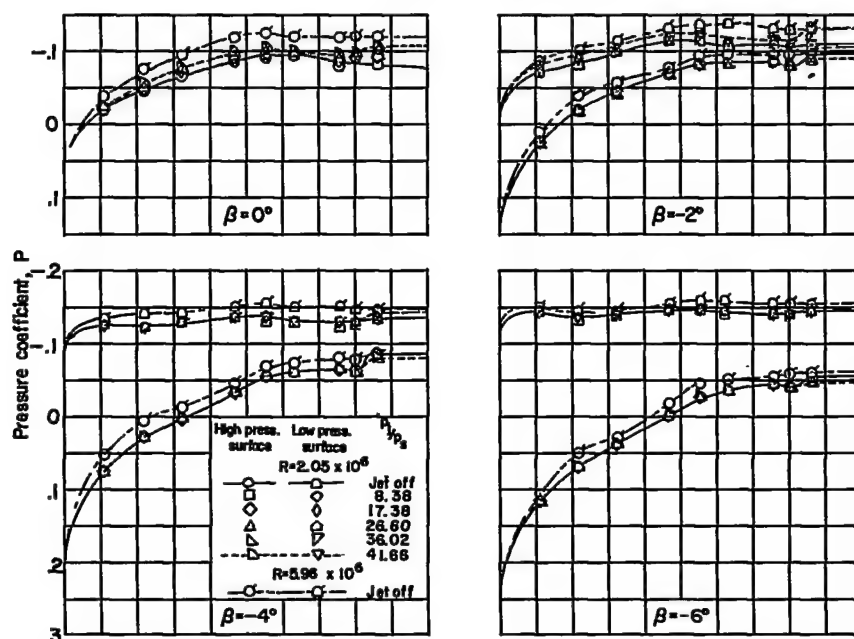 -.1
0
.1
β=0°
β=-2°
Pressure coefficient, P
-.2
-.1
0
.1
.2
.3
High press. surface
Low press. surface
P₁/Pₛ
R=2.05 x 10⁶
Jet off
8.38
17.38
26.60
36.02
41.66
R=5.96 x 10⁶
Jet off
β=-4°
β=-6°